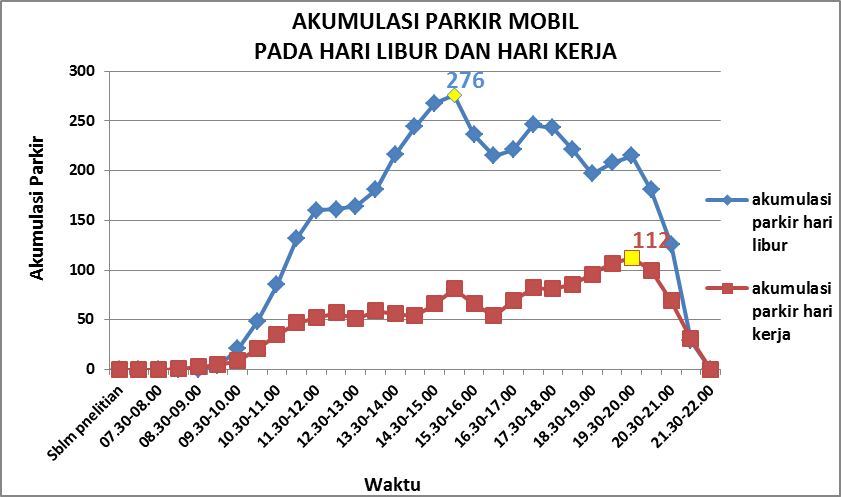 AKUMULASI PARKIR MOBIL
PADA HARI LIBUR DAN HARI KERJA
300
250
200
150
100
50
0
Akumulasi Parkir
276
112
akumulasi
parkir hari
libur
akumulasi
parkir hari
kerja
Sblm pnelitian
07.30-08.00
08.30-09.00
09.30-10.00
10.30-11.00
11.30-12.00
12.30-13.00
13.30-14.00
14.30-15.00
15.30-16.00
16.30-17.00
17.30-18.00
18.30-19.00
19.30-20.00
20.30-21.00
21.30-22.00
Waktu